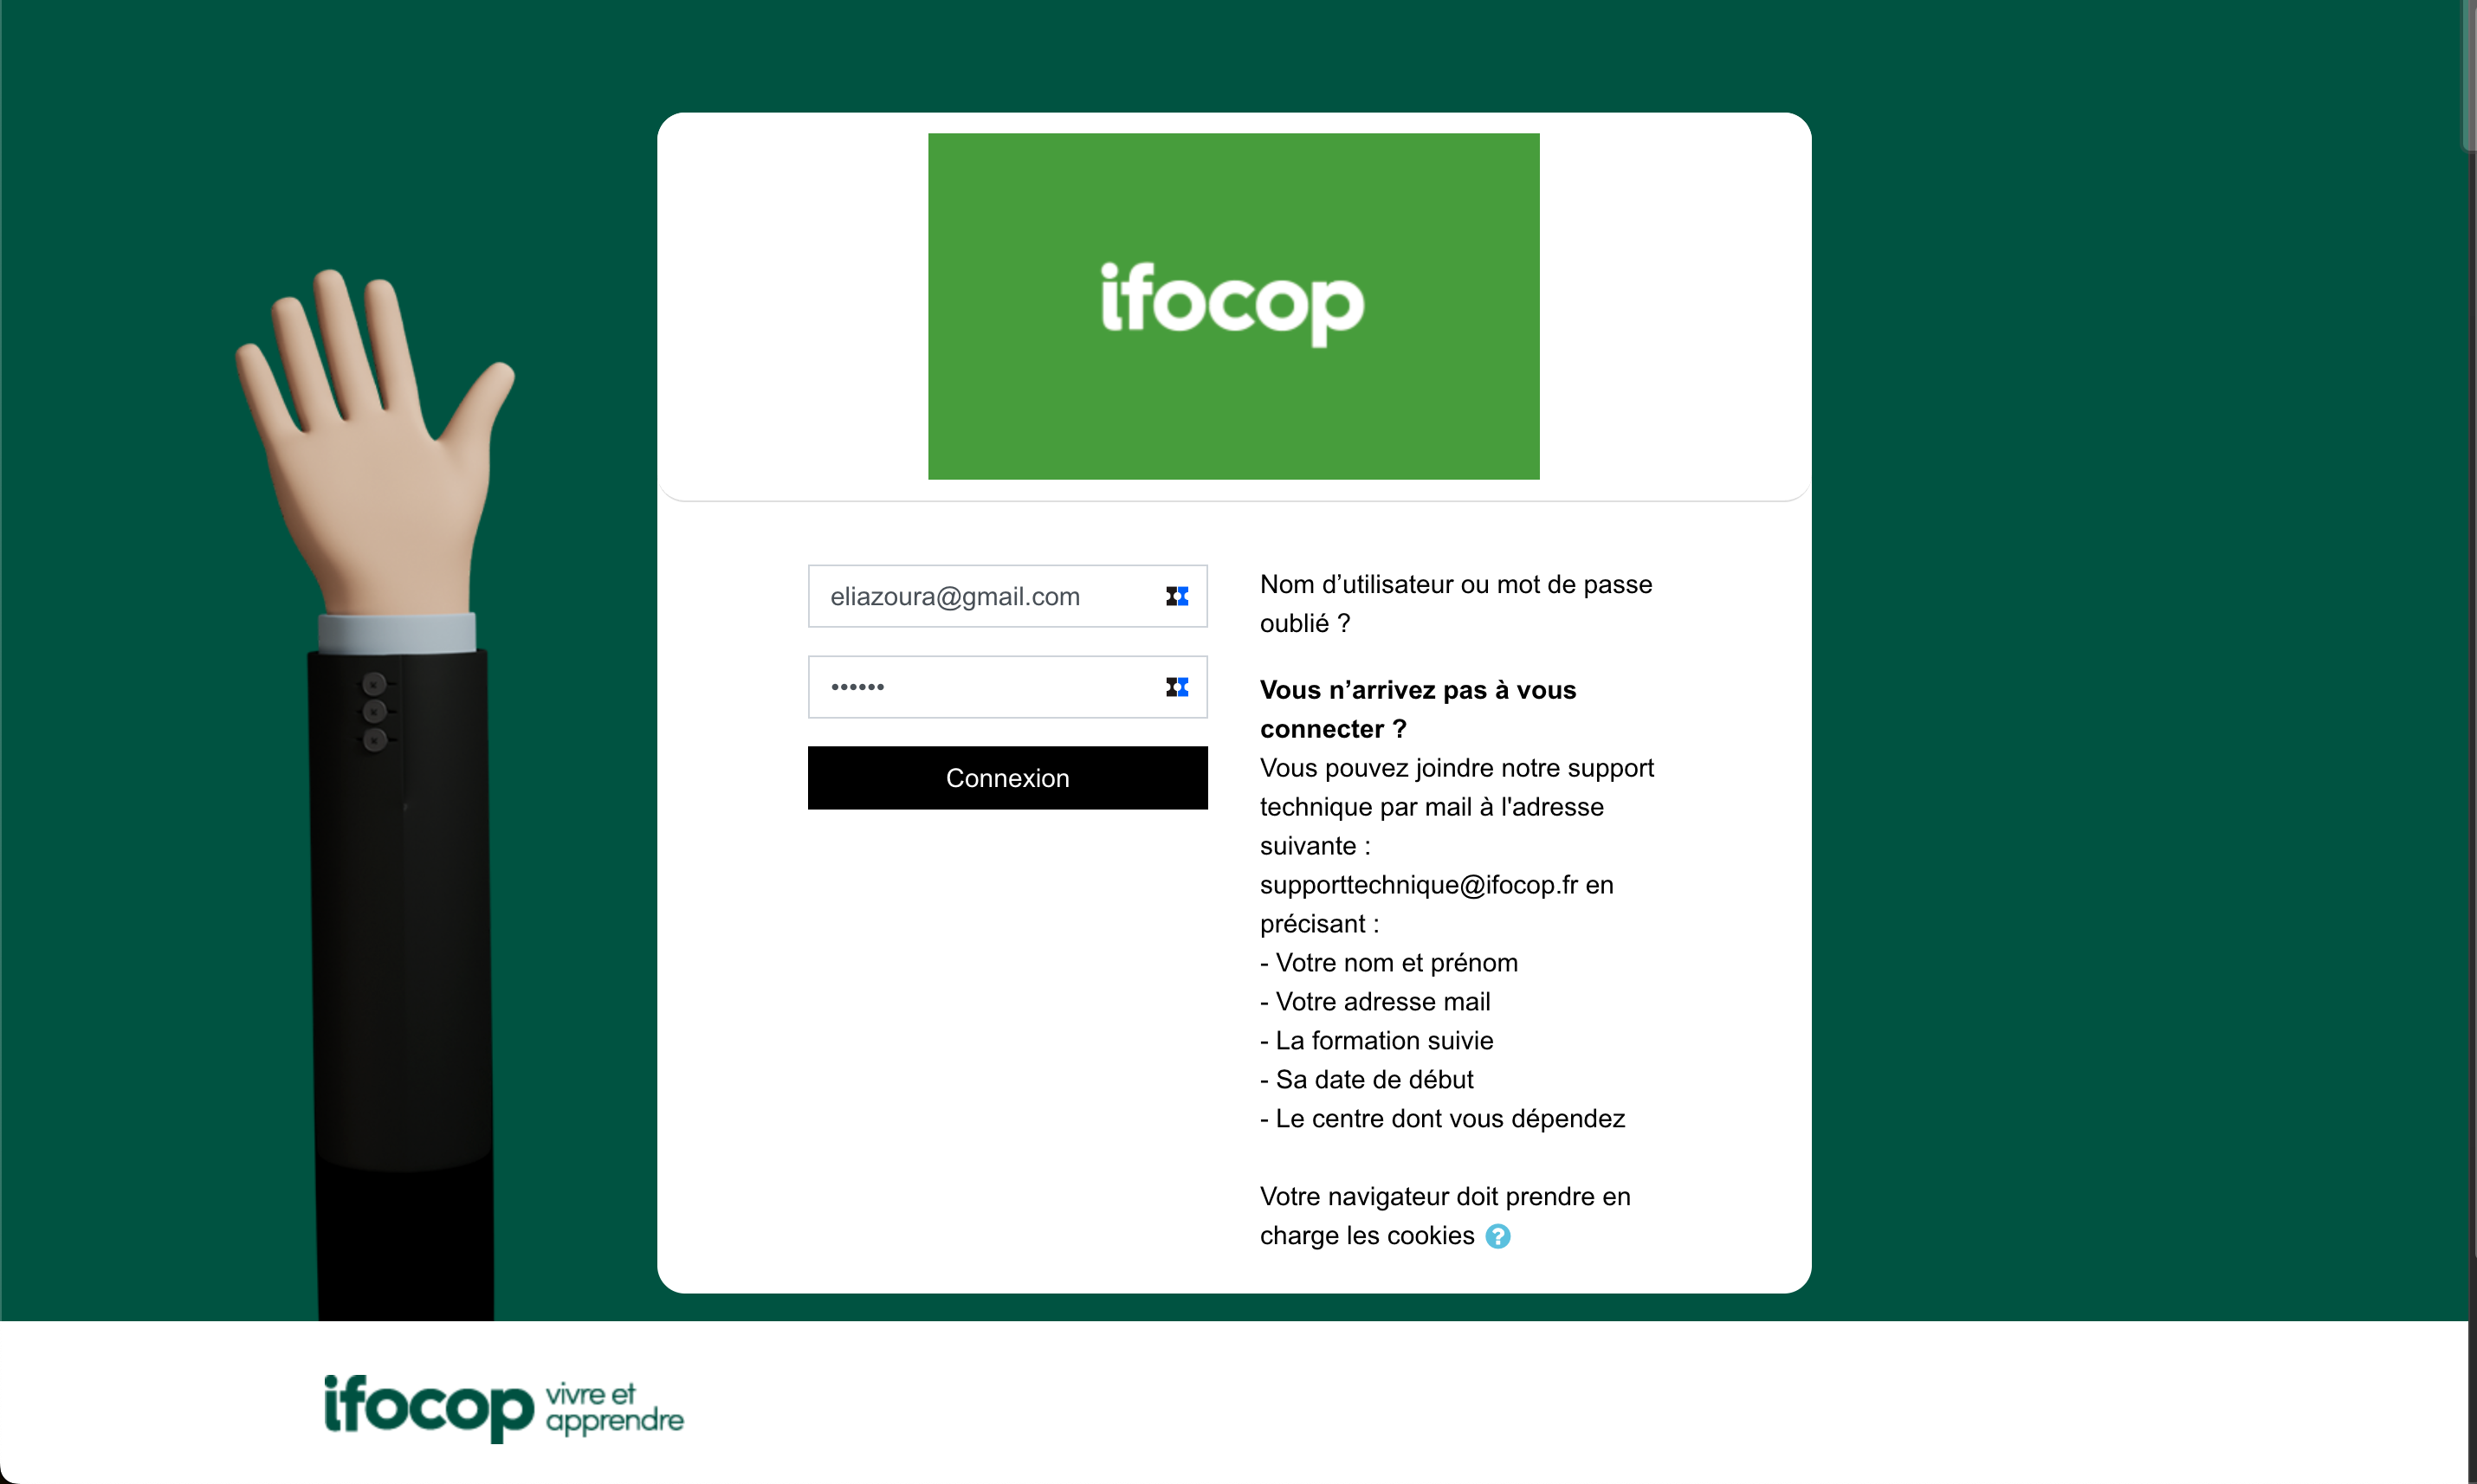 ifocop
eliazoura@gmail.com
••••••
Connexion
Nom d’utilisateur ou mot de passe
oublié ?
Vous n’arrivez pas à vous
connecter ?
Vous pouvez joindre notre support
technique par mail à l'adresse
suivante :
supporttechnique@ifocop.fr en
précisant :
- Votre nom et prénom
- Votre adresse mail
- La formation suivie
- Sa date de début
- Le centre dont vous dépendez
Votre navigateur doit prendre en
charge les cookies ?
ifocop vivre et
apprendre